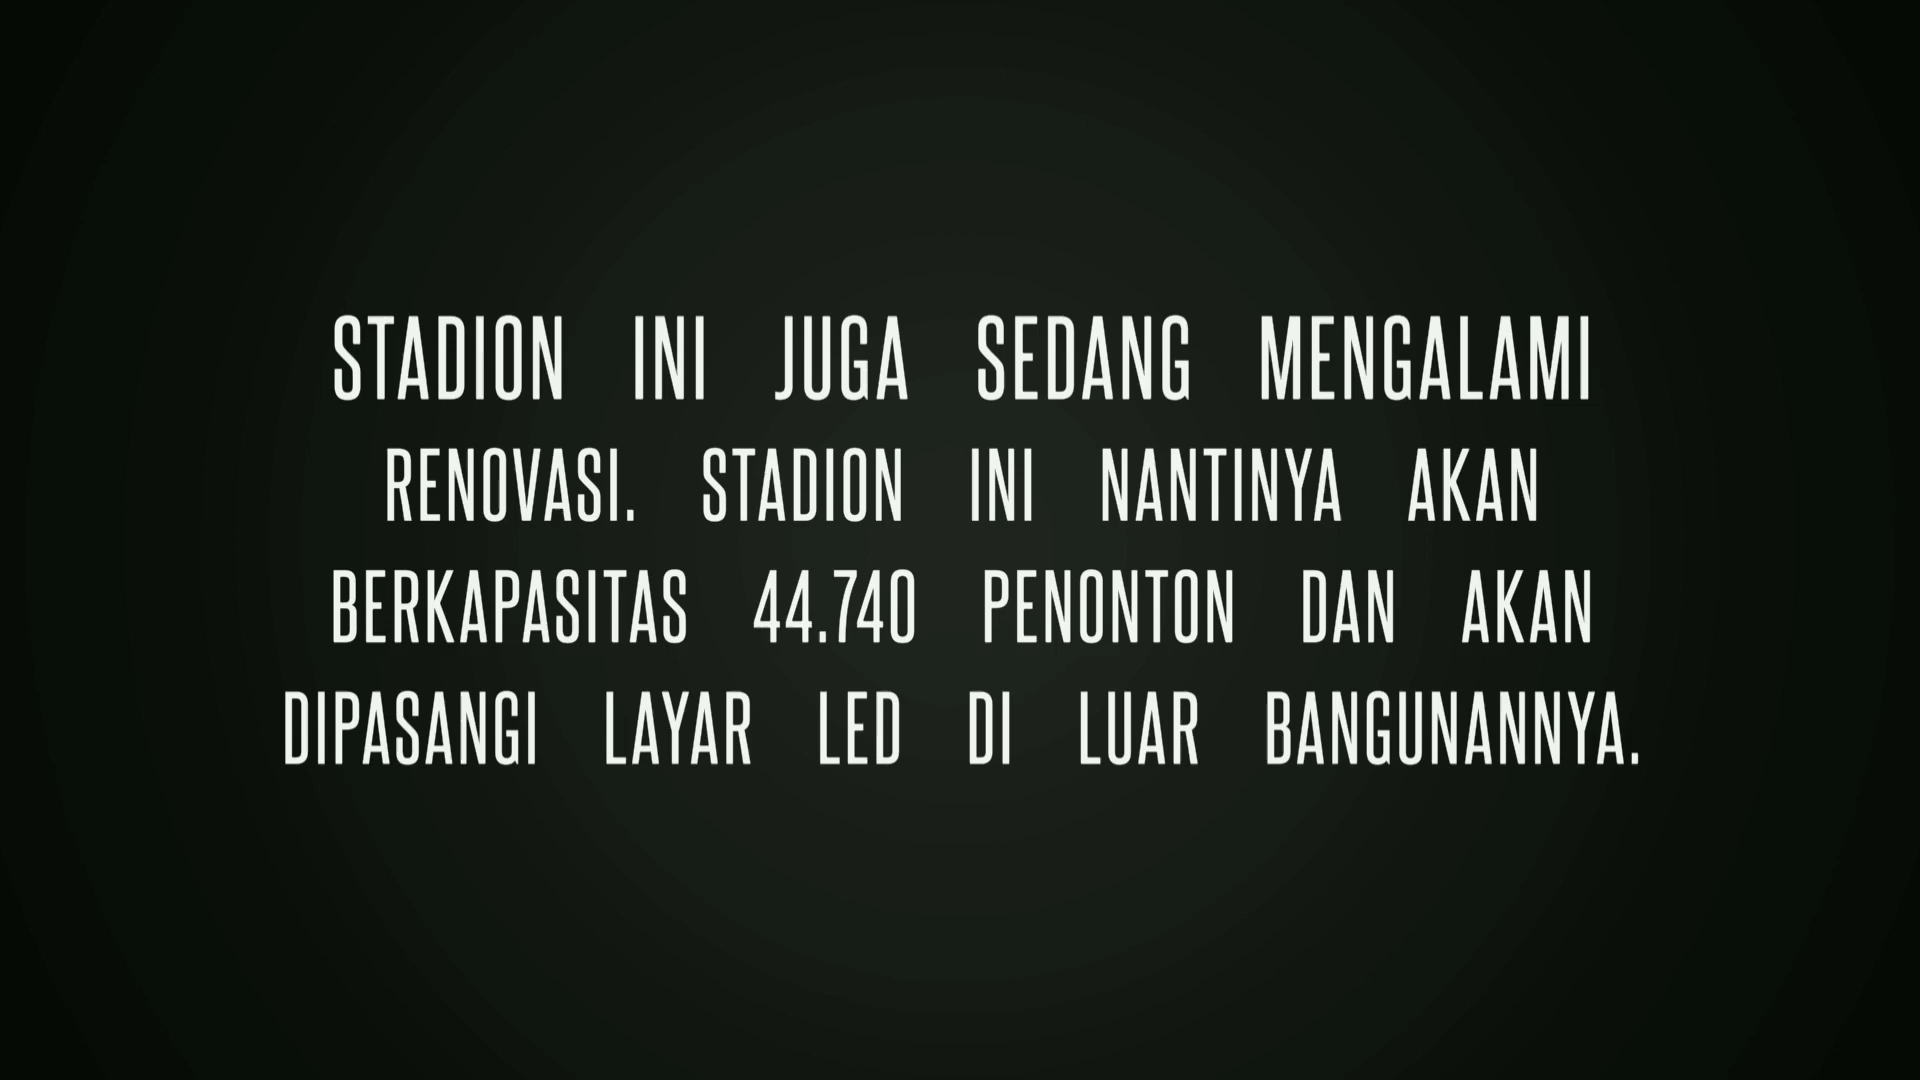 STADION INI JUGA SEDANG MENGALAMI
RENOVASI. STADION INI NANTINYA AKAN
BERKAPASITAS 44.740 PENONTON DAN AKAN
DIPASANGI LAYAR LED DI LUAR BANGUNANNYA.